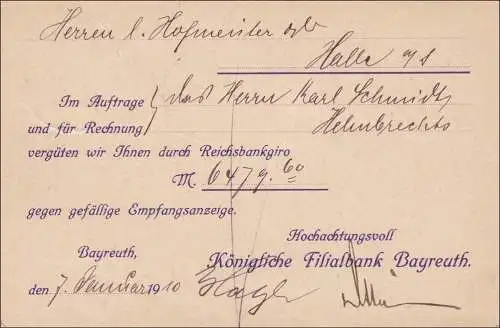 Herren l. Hofmeister
Halle a/S
Im Auftrage des Herrn Karl Schmidt,
und für Rechnung Helmbrechts
vergüten wir Ihnen durch Reichsbankgiro
M. 6479.60
gegen gefällige Empfangsanzeige.
Hochachtungsvoll
Bayreuth, Königliche Filialbank Bayreuth.
den 7. Januar 1910